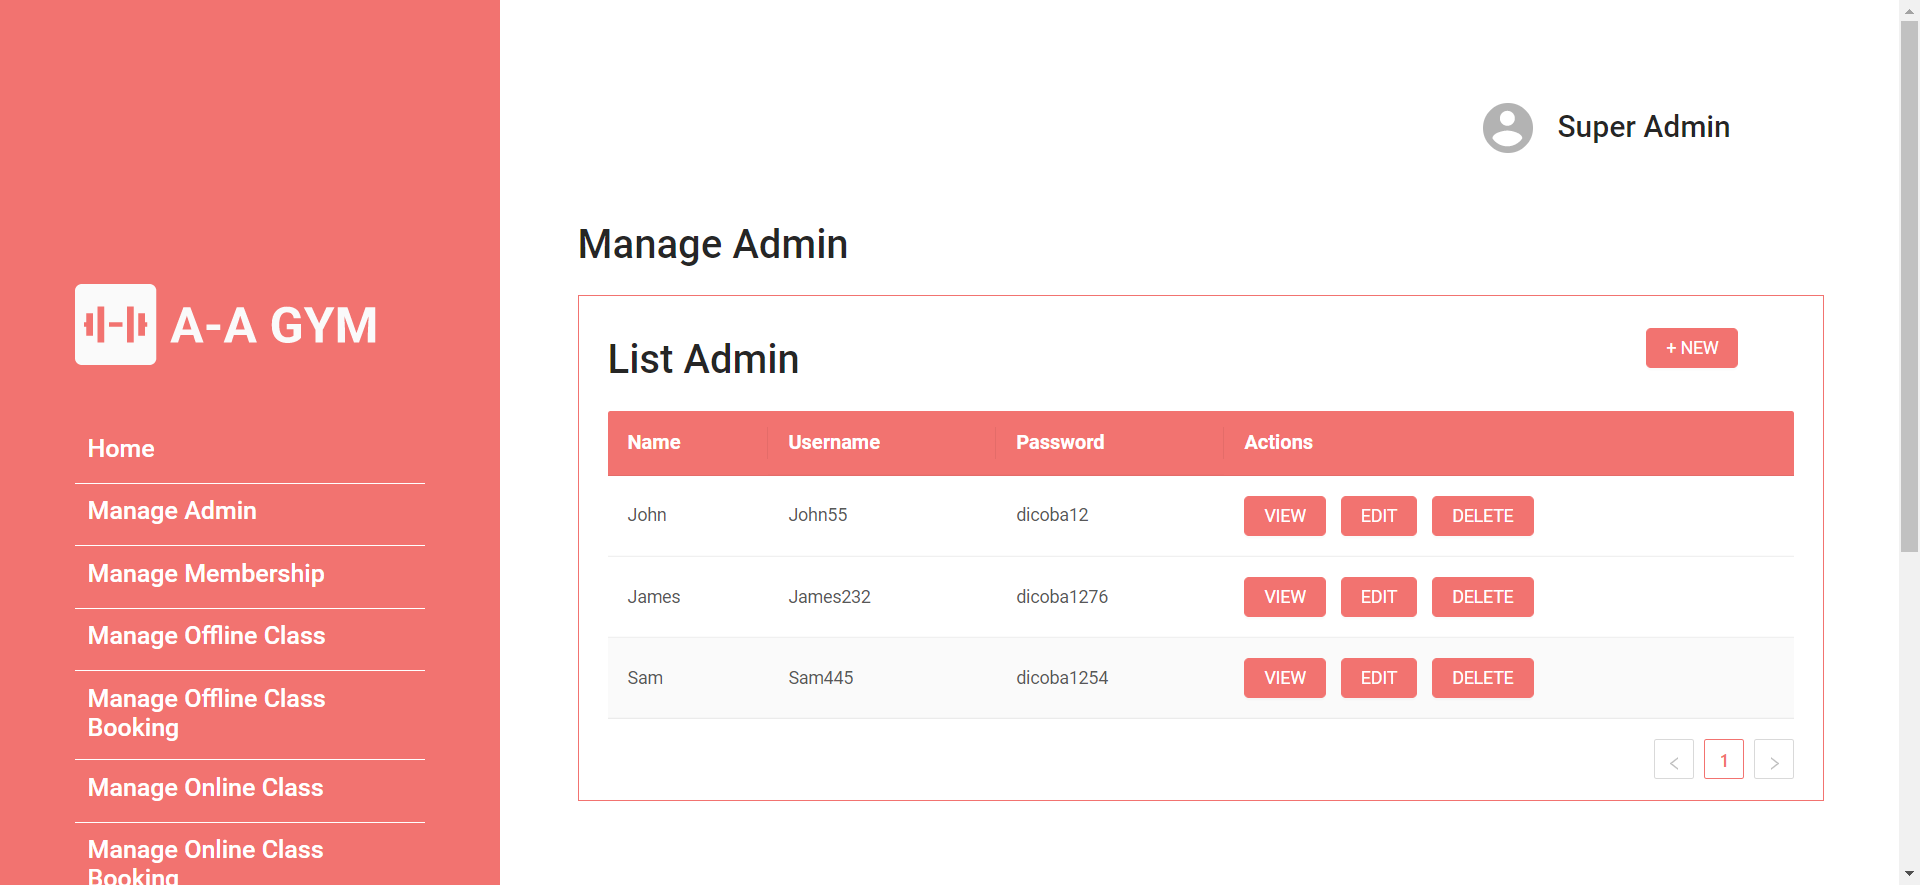 A-A GYM
Home
Manage Admin
Manage Membership
Manage Offline Class
Manage Offline Class
Booking
Manage Online Class
Manage Online Class
Booking
Super Admin
Manage Admin
List Admin
+ NEW
Name Username Password Actions
John John55 dicoba12 VIEW EDIT DELETE
James James232 dicoba1276 VIEW EDIT DELETE
Sam Sam445 dicoba1254 VIEW EDIT DELETE
< 1 >